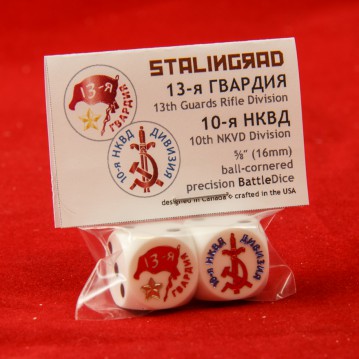 STALINGRAD
13-я ГВАРДИЯ
13th Guards Rifle Division
10-я НКВД
10th NKVD Division
⅝" (16mm)
ball-cornered
precision BattleDice
designed in Canada • crafted in the USA
13-я
ГВАРДИЯ
10-я НКВД ДИВИЗИЯ
13-я
ГВАРДИЯ
10-я НКВД ДИВИЗИЯ